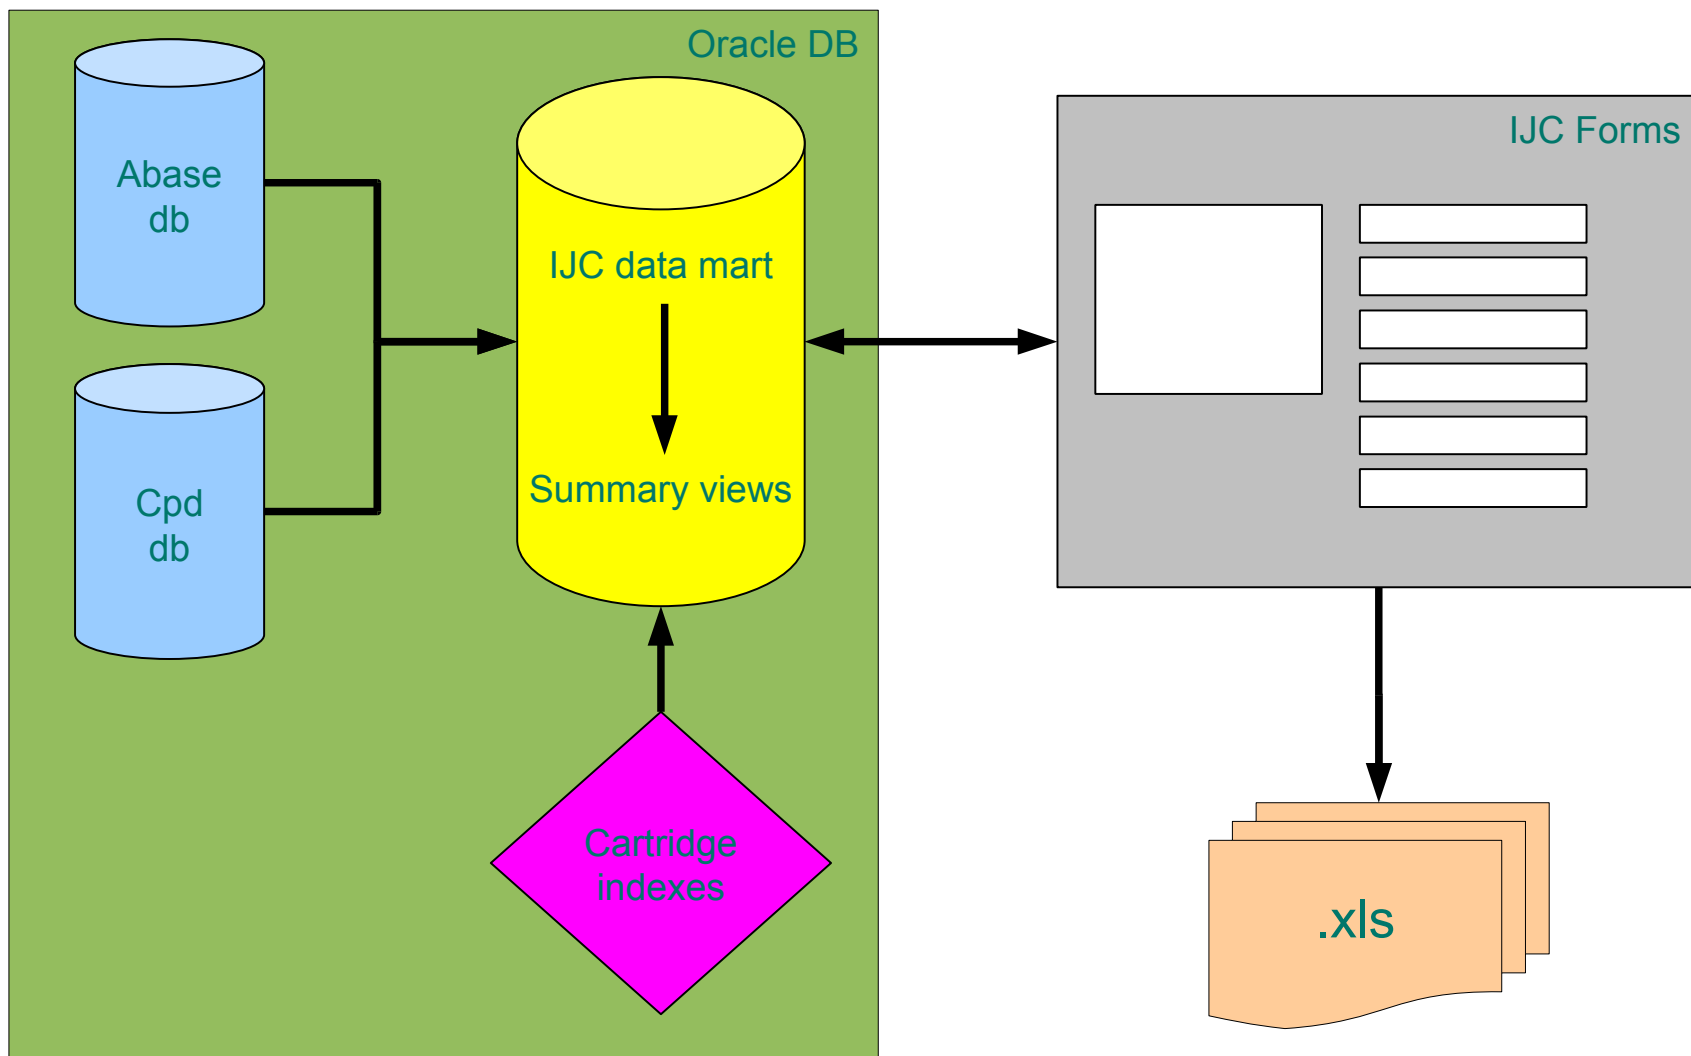 Oracle DB
Abase
db
Cpd
db
IJC data mart
Summary views
Cartridge
indexes
IJC Forms
.xls